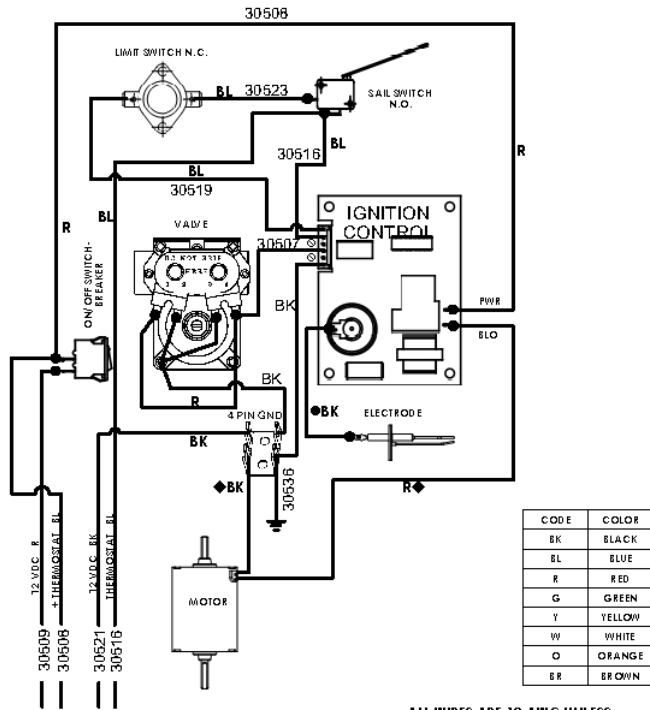 30506
LIMIT SWITCH N.C.
BL
30523
SAIL SWITCH
N.O.
30516
BL
BL
30519
R
R
BL
VALVE
30507
IGNITION
CONTROL
DO NOT
ON/OFF SWITCH-
BREAKER
BK
PWR
BLO
BK
R
4 PIN GND
●BK
ELECTRODE
BK
◆BK
30536
R◆
12 VDC R
+THERMOSTAT BL
12 VDC BK
THERMOSTAT BL
MOTOR
30509
30508
30521
30516
CODE COLOR
BK BLACK
BL BLUE
R RED
G GREEN
Y YELLOW
W WHITE
O ORANGE
BR BROWN